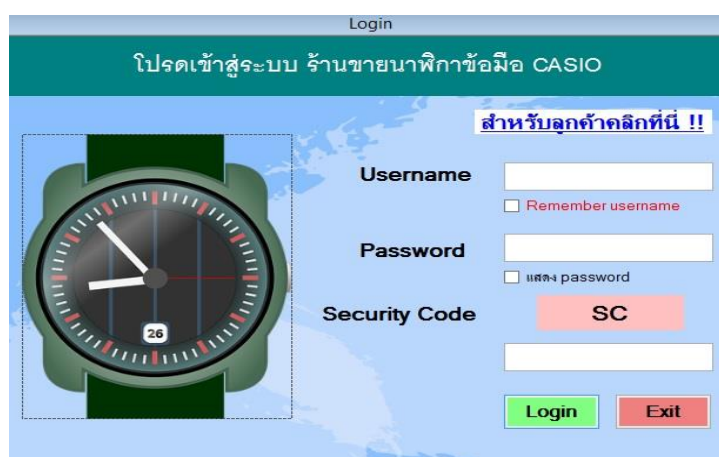 Login
โปรดเข้าสู่ระบบ ร้านขายนาฬิกาข้อมือ CASIO
สำหรับลูกค้าคลิกที่นี่ !!
Username
Remember username
Password
แสดง password
Security Code
SC
26
Login
Exit